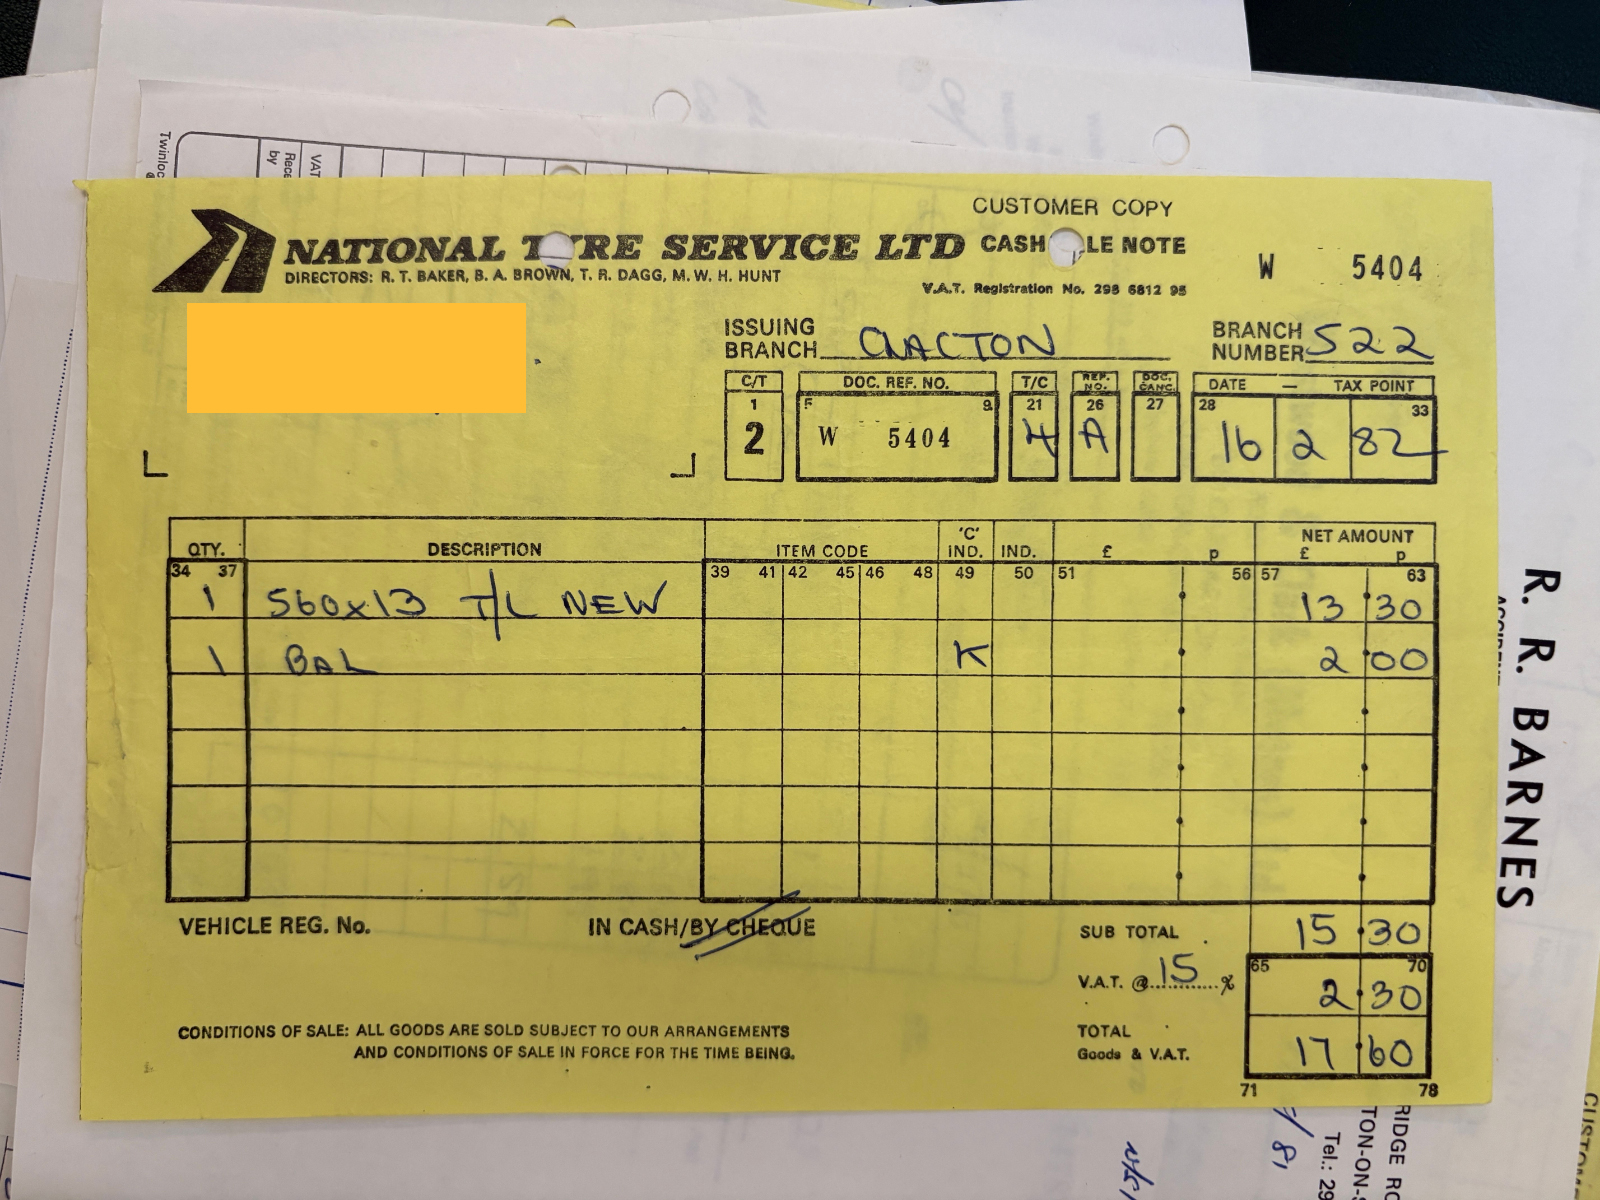 Twinloc
Rece
by
VAT
CUSTOMER COPY
NATIONAL T RE SERVICE LTD CASH LE NOTE
DIRECTORS: R. T. BAKER, B. A. BROWN, T. R. DAGG, M. W. H. HUNT
V.A.T. Registration No. 298 6812 95
W 5404
ISSUING BRANCH CLACTON
BRANCH NUMBER 522
C/T DOC. REF. NO. T/C REP. NO. DOC. CANC. DATE — TAX POINT
1 5 9 21 26 27 28 33
2 W 5404 4 A 16 2 82
QTY. DESCRIPTION ITEM CODE 'C' IND. IND. £ p NET AMOUNT £ p
34 37 39 41 42 45 46 48 49 50 51 56 57 63
1 560x13 T/L NEW 13 30
1 BAL K 2 00
VEHICLE REG. No. IN CASH/BY CHEQUE
SUB TOTAL 15 30
65 70
V.A.T. @ 15 % 2 30
CONDITIONS OF SALE: ALL GOODS ARE SOLD SUBJECT TO OUR ARRANGEMENTS
AND CONDITIONS OF SALE IN FORCE FOR THE TIME BEING.
TOTAL
Goods & V.A.T. 17 60
71 78
R. R. BARNES
RIDGE RO
TON-ON-S
Tel.: 29
CUSTOM